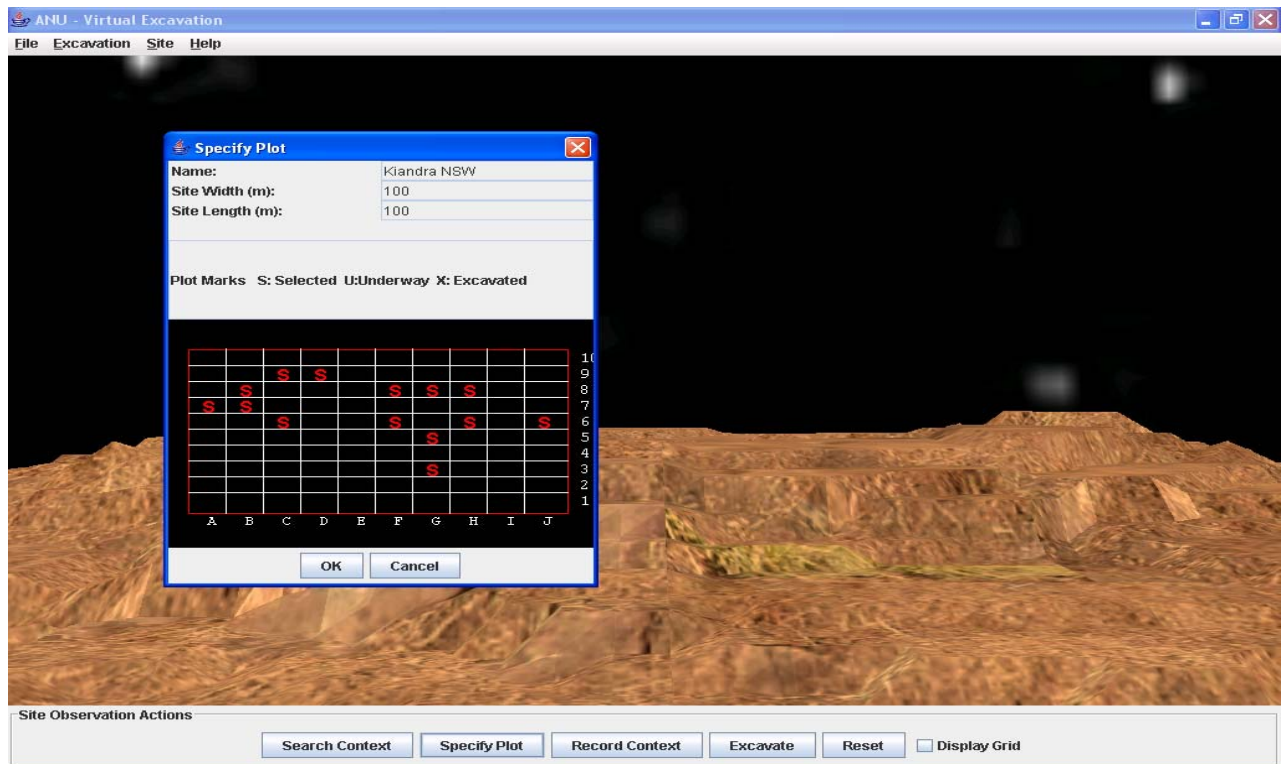 ANU - Virtual Excavation
File Excavation Site Help
Specify Plot
Name: Kiandra NSW
Site Width (m): 100
Site Length (m): 100
Plot Marks S: Selected U:Underway X: Excavated
10
S S 9
S S S S 8
S S 7
S S S S 6
S 5
4
S 3
2
1
A B C D E F G H I J
OK Cancel
Site Observation Actions
Search Context Specify Plot Record Context Excavate Reset Display Grid